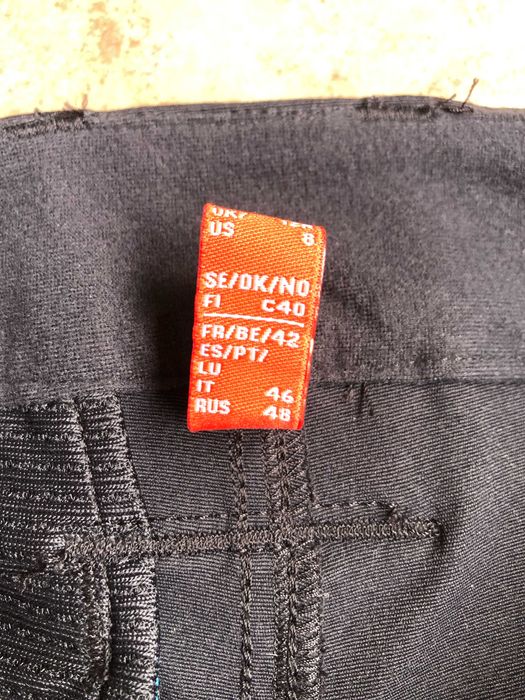 US 8
SE/DK/NO
FI C40
FR/BE/42
ES/PT/
LU
IT 46
RUS 48